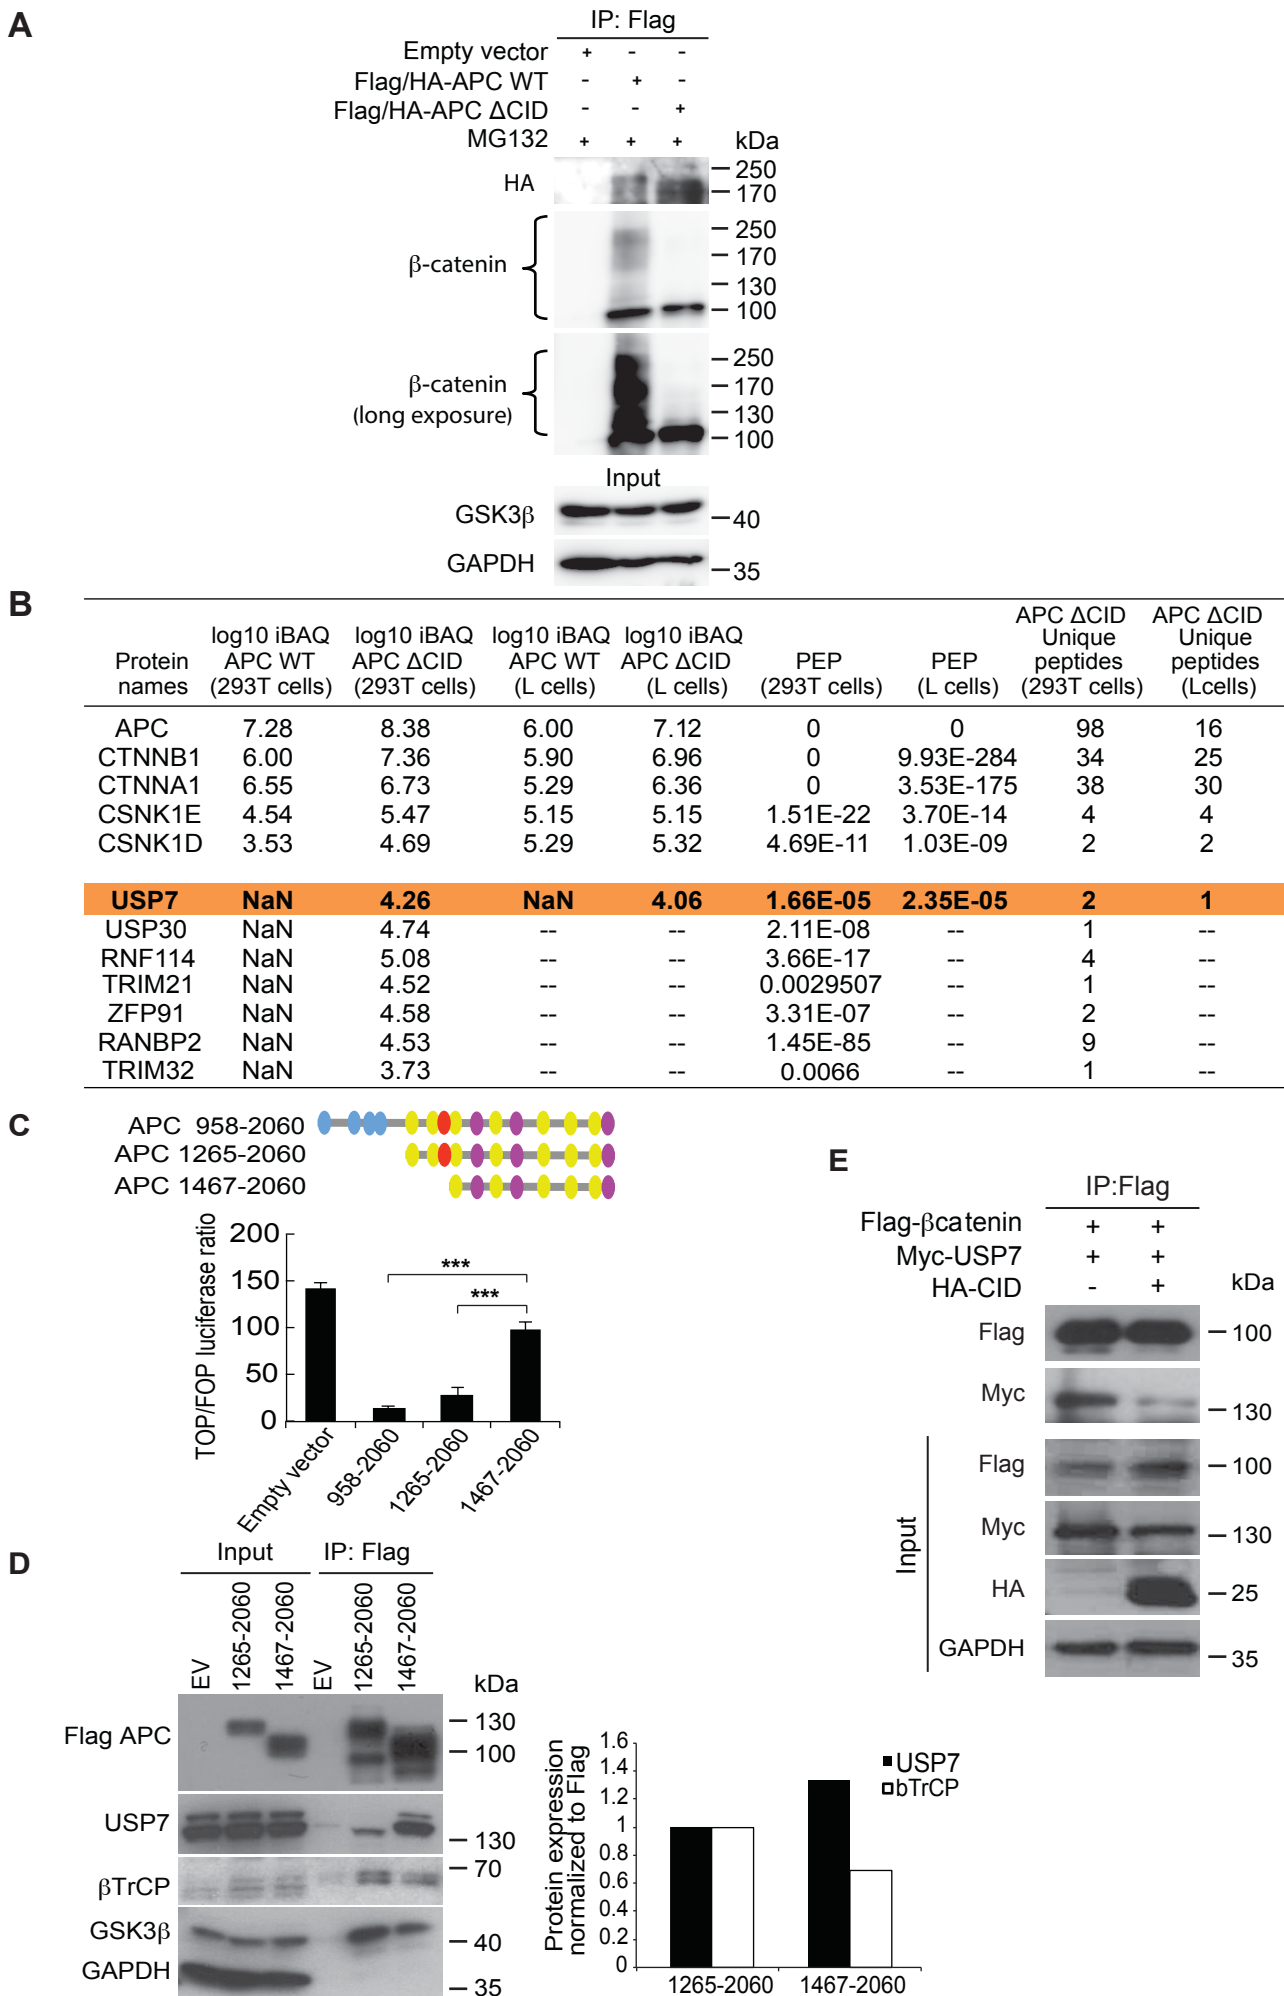 A
IP: Flag
Empty vector + - -
Flag/HA-APC WT - + -
Flag/HA-APC ΔCID - - +
MG132 + + + kDa
HA 250
170
β-catenin 250
170
130
100
β-catenin
(long exposure) 250
170
130
100
Input
GSK3β 40
GAPDH 35
B
Protein names log10 iBAQ APC WT (293T cells) log10 iBAQ APC ΔCID (293T cells) log10 iBAQ APC WT (L cells) log10 iBAQ APC ΔCID (L cells) PEP (293T cells) PEP (L cells) APC ΔCID Unique peptides (293T cells) APC ΔCID Unique peptides (Lcells)
APC 7.28 8.38 6.00 7.12 0 0 98 16
CTNNB1 6.00 7.36 5.90 6.96 0 9.93E-284 34 25
CTNNA1 6.55 6.73 5.29 6.36 0 3.53E-175 38 30
CSNK1E 4.54 5.47 5.15 5.15 1.51E-22 3.70E-14 4 4
CSNK1D 3.53 4.69 5.29 5.32 4.69E-11 1.03E-09 2 2
USP7 NaN 4.26 NaN 4.06 1.66E-05 2.35E-05 2 1
USP30 NaN 4.74 -- -- 2.11E-08 -- 1 --
RNF114 NaN 5.08 -- -- 3.66E-17 -- 4 --
TRIM21 NaN 4.52 -- -- 0.0029507 -- 1 --
ZFP91 NaN 4.58 -- -- 3.31E-07 -- 2 --
RANBP2 NaN 4.53 -- -- 1.45E-85 -- 9 --
TRIM32 NaN 3.73 -- -- 0.0066 -- 1 --
C
APC 958-2060
APC 1265-2060
APC 1467-2060
TOP/FOP luciferase ratio
200
150
100
50
0
***
***
Empty vector
958-2060
1265-2060
1467-2060
D
Input IP: Flag
EV 1265-2060 1467-2060 EV 1265-2060 1467-2060
kDa
Flag APC 130
100
USP7 130
βTrCP 70
GSK3β 40
GAPDH 35
Protein expression
normalized to Flag
1.6
1.4
1.2
1
0.8
0.6
0.4
0.2
0
USP7
bTrCP
1265-2060 1467-2060
E
IP:Flag
Flag-βcatenin + +
Myc-USP7 + +
HA-CID - + kDa
Flag 100
Myc 130
Input
Flag 100
Myc 130
HA 25
GAPDH 35